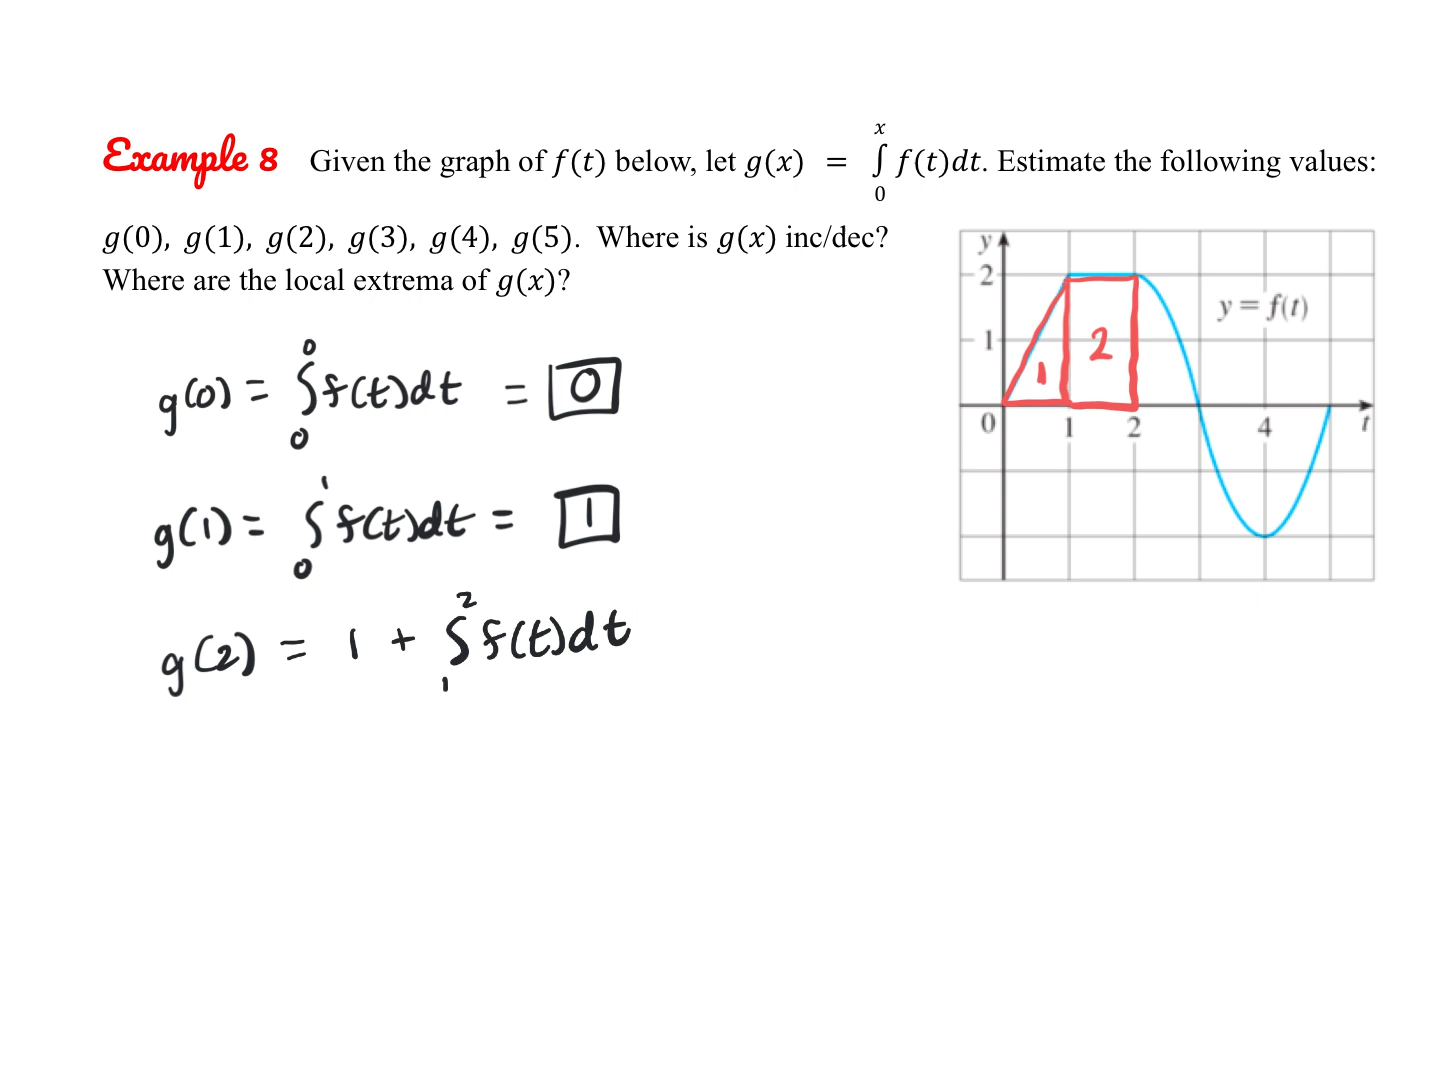 Example 8 Given the graph of f(t) below, let g(x) = ∫₀ˣ f(t)dt. Estimate the following values:
g(0), g(1), g(2), g(3), g(4), g(5). Where is g(x) inc/dec?
Where are the local extrema of g(x)?
g(0) = ∫₀⁰ f(t)dt = 0
g(1) = ∫₀¹ f(t)dt = 1
g(2) = 1 + ∫₁² f(t)dt
y
2
y = f(t)
1
1 2
0 1 2 4 t